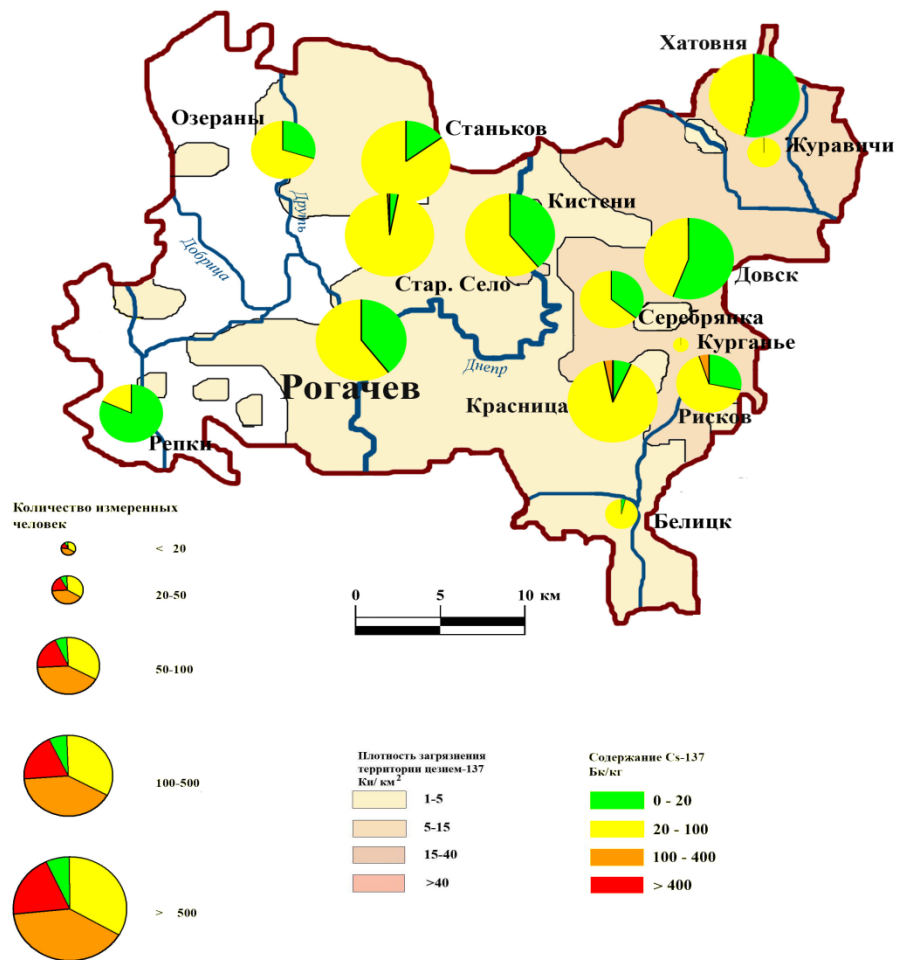 Хатовня
Озераны
Станьков
Журавичи
Друть
Кистени
Добрица
Довск
Стар. Село
Серебрянка
Курганье
Днепр
Рогачев
Красница
Рисков
Репки
Белицк
Количество измеренных
человек
< 20
20-50
50-100
100-500
> 500
0 5 10 км
Плотность загрязнения
территории цезием-137
Ки/ км2
1-5
5-15
15-40
>40
Содержание Cs-137
Бк/кг
0 - 20
20 - 100
100 - 400
> 400